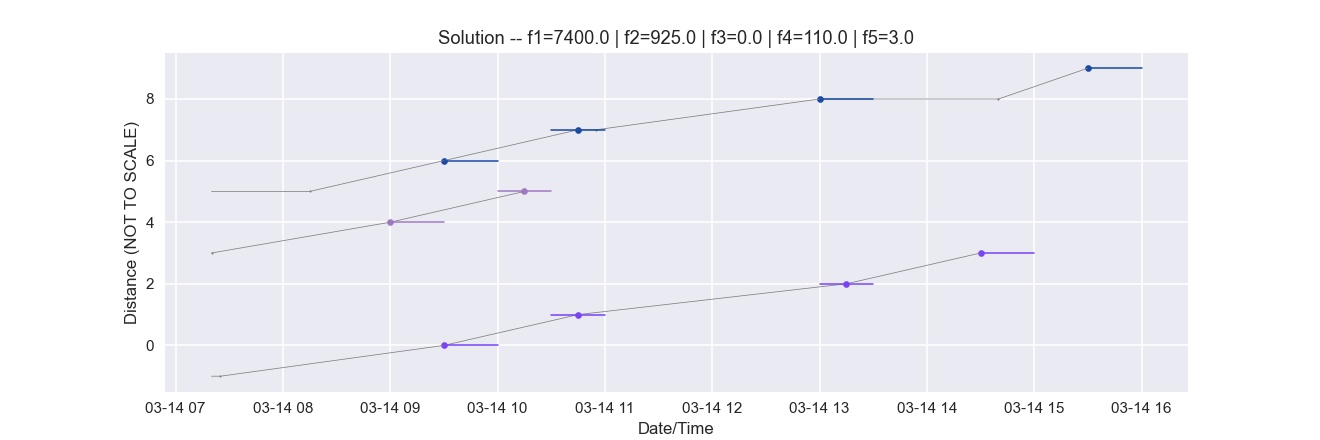 Solution -- f1=7400.0 | f2=925.0 | f3=0.0 | f4=110.0 | f5=3.0
Distance (NOT TO SCALE)
8
6
4
2
0
03-14 07 03-14 08 03-14 09 03-14 10 03-14 11 03-14 12 03-14 13 03-14 14 03-14 15 03-14 16
Date/Time